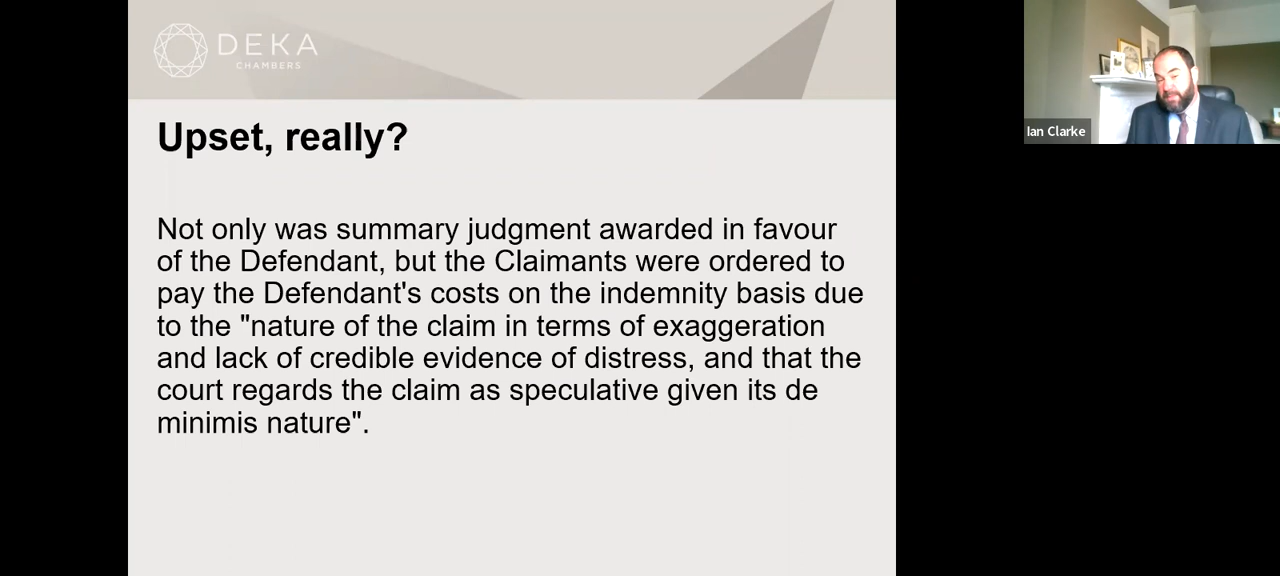 DEKA
CHAMBERS
Upset, really?
Not only was summary judgment awarded in favour
of the Defendant, but the Claimants were ordered to
pay the Defendant's costs on the indemnity basis due
to the "nature of the claim in terms of exaggeration
and lack of credible evidence of distress, and that the
court regards the claim as speculative given its de
minimis nature".
Ian Clarke